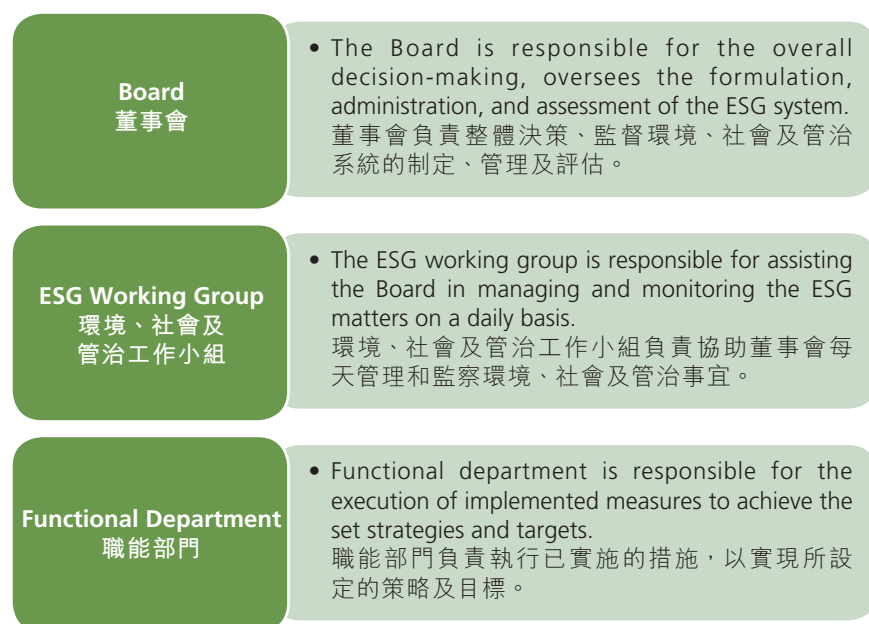 Board
董事會
• The Board is responsible for the overall
decision-making, oversees the formulation,
administration, and assessment of the ESG system.
董事會負責整體決策、監督環境、社會及管治
系統的制定、管理及評估。
ESG Working Group
環境、社會及
管治工作小組
• The ESG working group is responsible for assisting
the Board in managing and monitoring the ESG
matters on a daily basis.
環境、社會及管治工作小組負責協助董事會每
天管理和監察環境、社會及管治事宜。
Functional Department
職能部門
• Functional department is responsible for the
execution of implemented measures to achieve the
set strategies and targets.
職能部門負責執行已實施的措施，以實現所設
定的策略及目標。